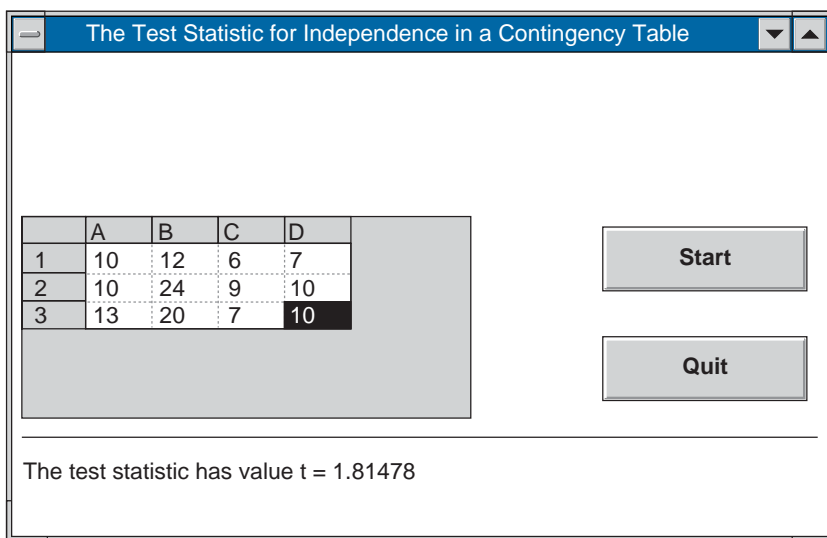 The Test Statistic for Independence in a Contingency Table
A B C D
1 10 12 6 7
2 10 24 9 10
3 13 20 7 10
Start
Quit
The test statistic has value t = 1.81478